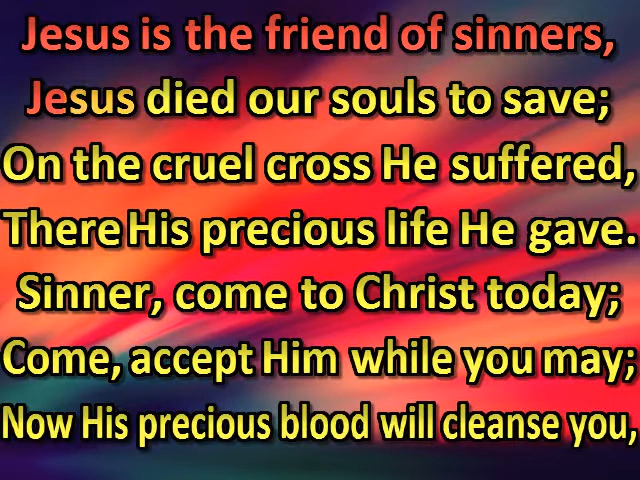 Jesus is the friend of sinners,
Jesus died our souls to save;
On the cruel cross He suffered,
There His precious life He gave.
Sinner, come to Christ today;
Come, accept Him while you may;
Now His precious blood will cleanse you,